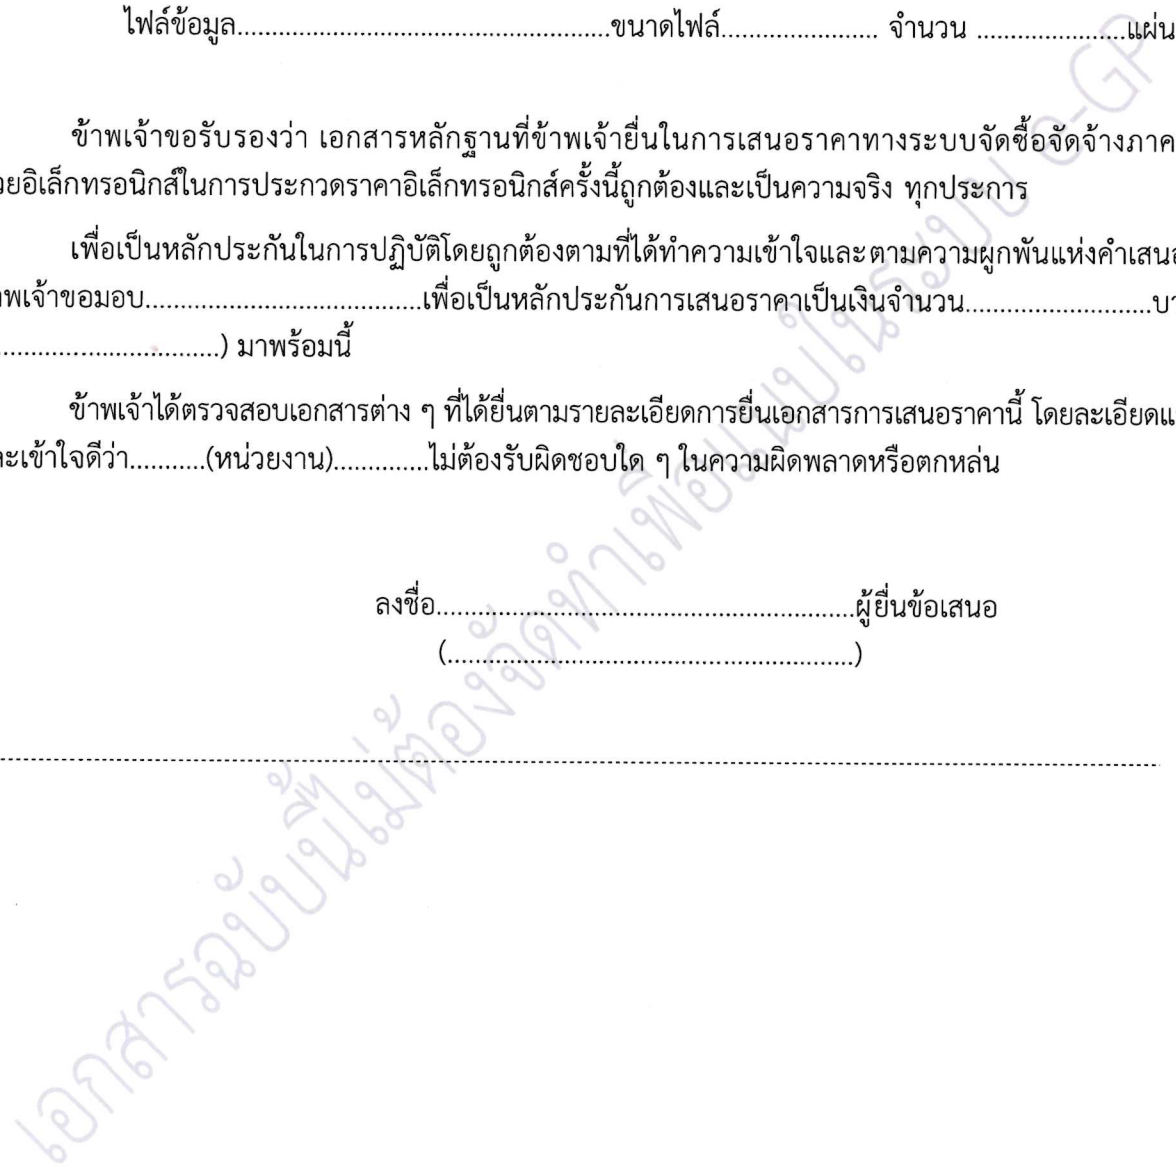 ไฟล์ข้อมูล......................................................ขนาดไฟล์....................... จำนวน ......................แผ่น
ข้าพเจ้าขอรับรองว่า เอกสารหลักฐานที่ข้าพเจ้ายื่นในการเสนอราคาทางระบบจัดซื้อจัดจ้างภาค
วยอิเล็กทรอนิกส์ในการประกวดราคาอิเล็กทรอนิกส์ครั้งนี้ถูกต้องและเป็นความจริง ทุกประการ
เพื่อเป็นหลักประกันในการปฏิบัติโดยถูกต้องตามที่ได้ทำความเข้าใจและตามความผูกพันแห่งคำเสนอ
าพเจ้าขอมอบ........................................เพื่อเป็นหลักประกันการเสนอราคาเป็นเงินจำนวน...........................บา
.................................) มาพร้อมนี้
ข้าพเจ้าได้ตรวจสอบเอกสารต่าง ๆ ที่ได้ยื่นตามรายละเอียดการยื่นเอกสารการเสนอราคานี้ โดยละเอียดแ
ละเข้าใจดีว่า...........(หน่วยงาน)..............ไม่ต้องรับผิดชอบใด ๆ ในความผิดพลาดหรือตกหล่น
ลงชื่อ.............................................................ผู้ยื่นข้อเสนอ
(............................................................)
เอกสารฉบับนี้ไม่ต้องจัดทำเพื่อแนบในระบบ e-GP